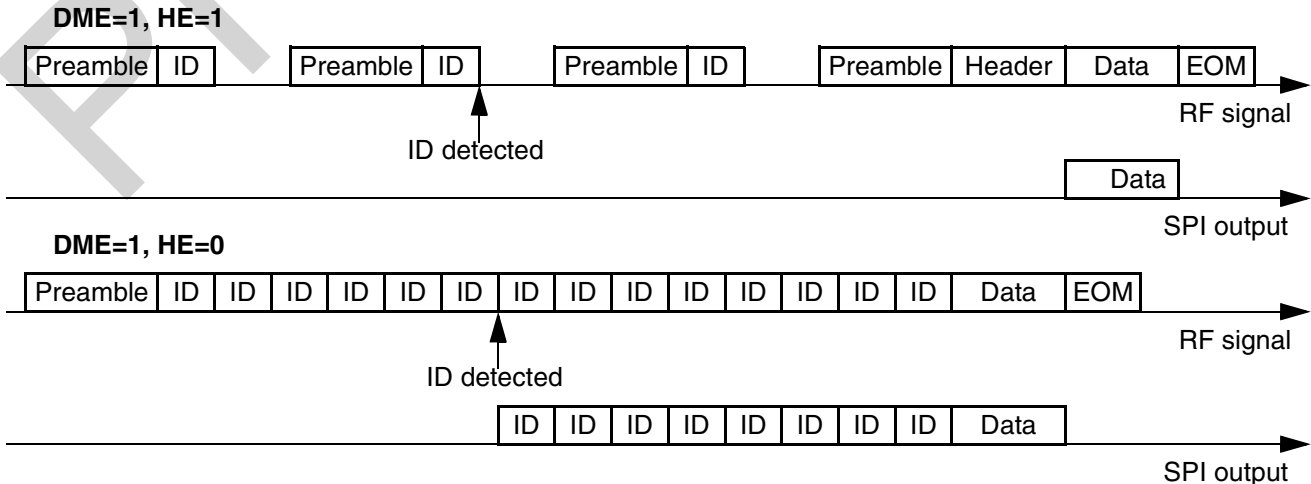 DME=1, HE=1
Preamble ID Preamble ID Preamble ID Preamble Header Data EOM
RF signal
ID detected
Data
SPI output
DME=1, HE=0
Preamble ID ID ID ID ID ID ID ID ID ID ID ID ID ID Data EOM
RF signal
ID detected
ID ID ID ID ID ID ID ID Data
SPI output